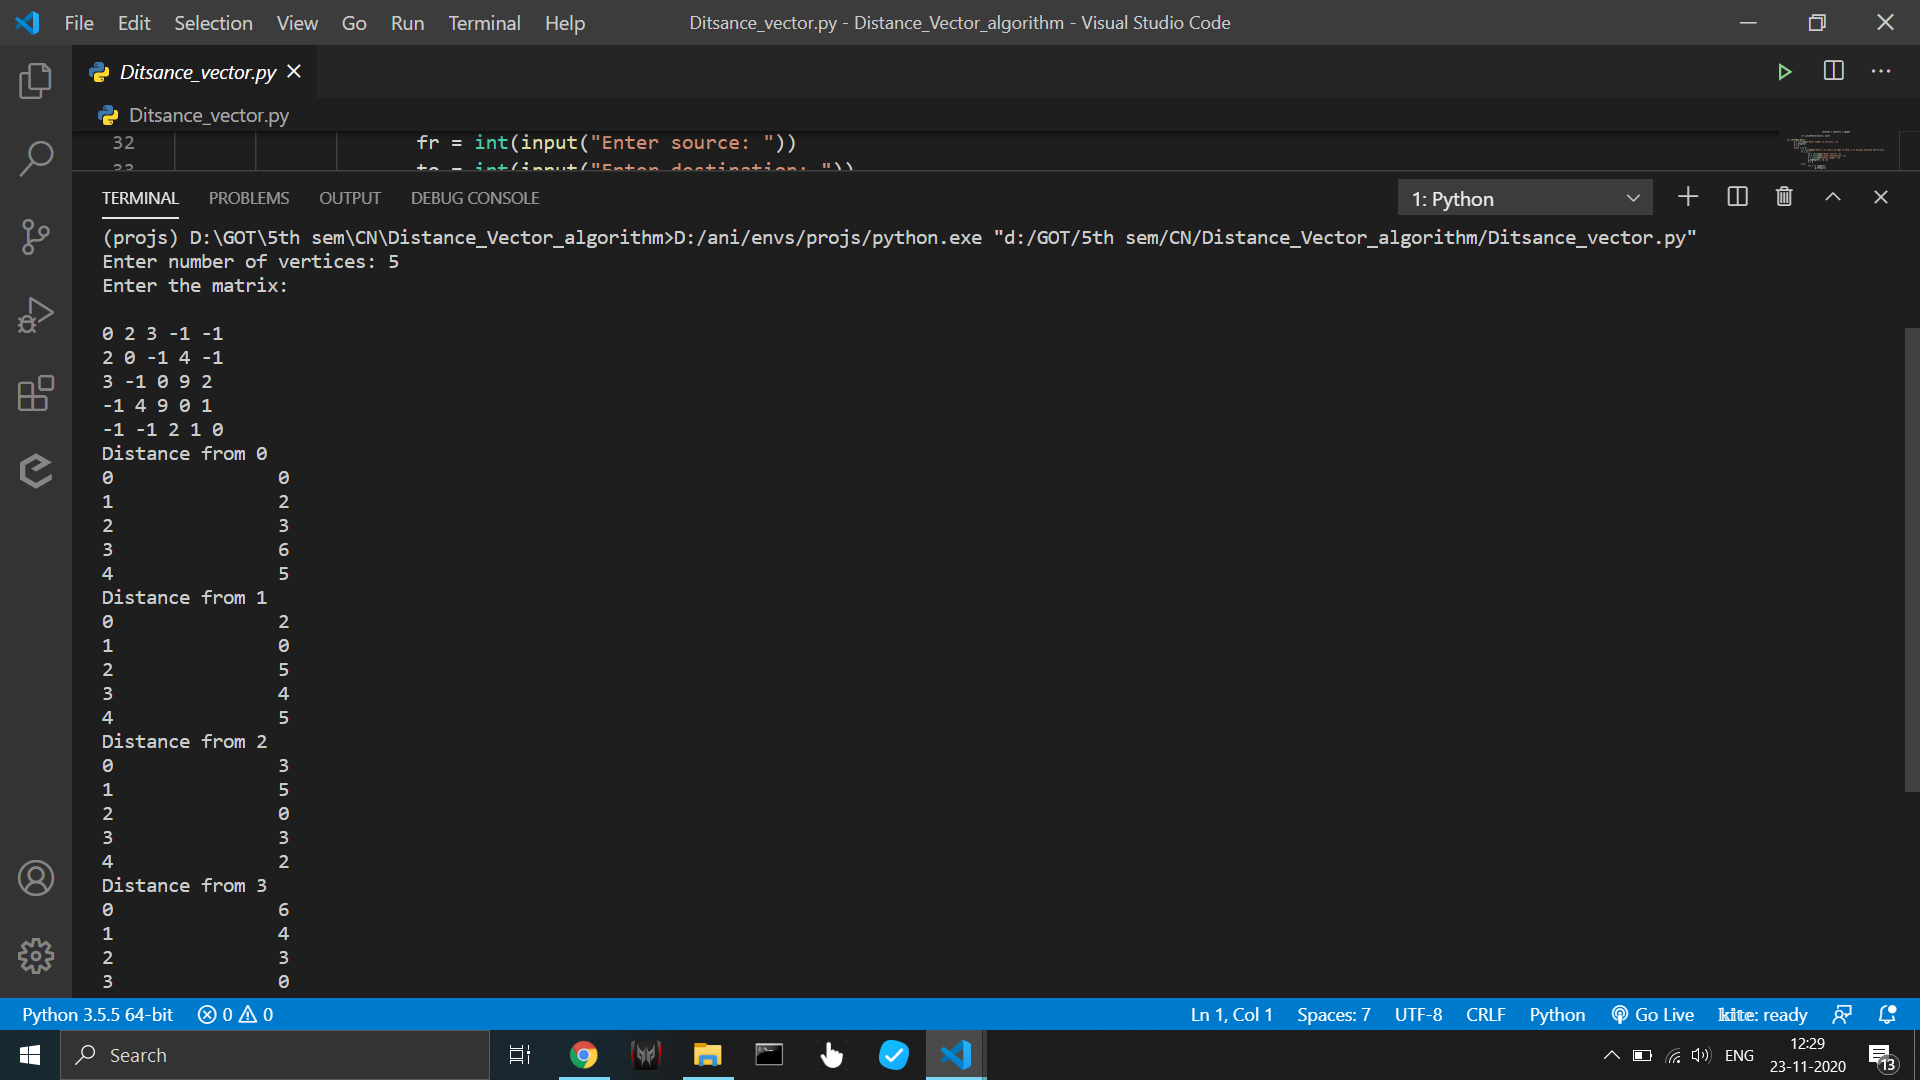 File Edit Selection View Go Run Terminal Help Ditsance_vector.py - Distance_Vector_algorithm - Visual Studio Code
Ditsance_vector.py
Ditsance_vector.py
32 fr = int(input("Enter source: "))
33 to = int(input("Enter destination: "))
TERMINAL PROBLEMS OUTPUT DEBUG CONSOLE 1: Python
(projs) D:\GOT\5th sem\CN\Distance_Vector_algorithm>D:/ani/envs/projs/python.exe "d:/GOT/5th sem/CN/Distance_Vector_algorithm/Ditsance_vector.py"
Enter number of vertices: 5
Enter the matrix:
0 2 3 -1 -1
2 0 -1 4 -1
3 -1 0 9 2
-1 4 9 0 1
-1 -1 2 1 0
Distance from 0
0 0
1 2
2 3
3 6
4 5
Distance from 1
0 2
1 0
2 5
3 4
4 5
Distance from 2
0 3
1 5
2 0
3 3
4 2
Distance from 3
0 6
1 4
2 3
3 0
Python 3.5.5 64-bit 0 0 Ln 1, Col 1 Spaces: 7 UTF-8 CRLF Python Go Live kite: ready
Search ENG 12:29
23-11-2020 13